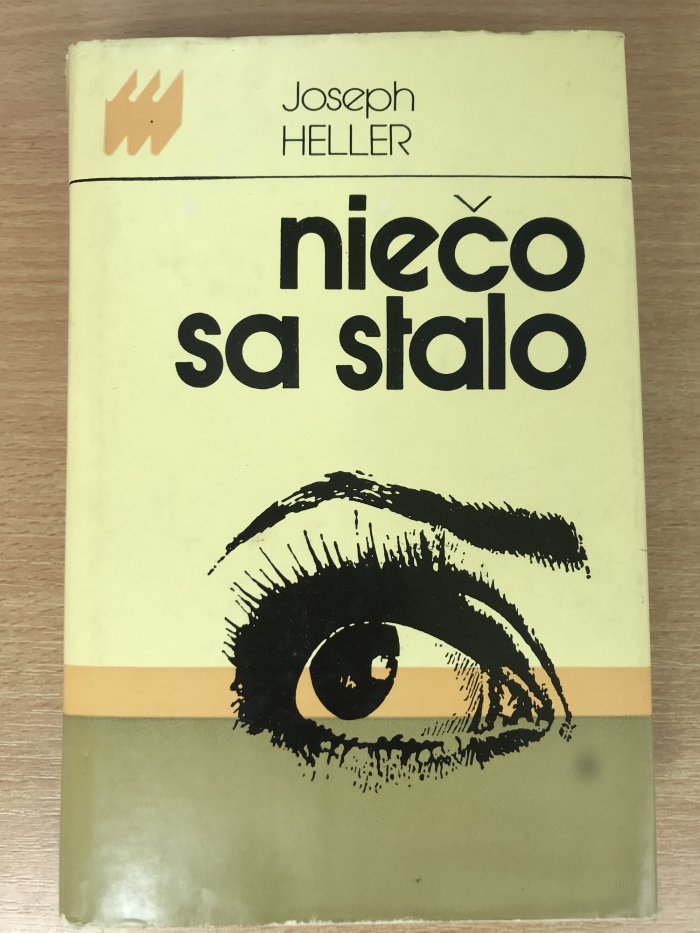 Joseph
HELLER
niečo
sa stalo